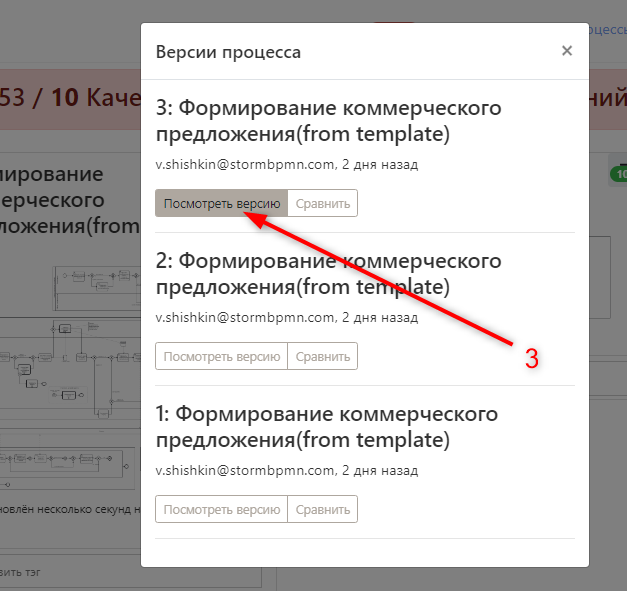 оцессы
Версии процесса
×
53 / 10 Каче
ний
3: Формирование коммерческого
предложения(from template)
v.shishkin@stormbpmn.com, 2 дня назад
Посмотреть версию
Сравнить
мирование
ерческого
ложения(from
10
2: Формирование коммерческого
предложения(from template)
v.shishkin@stormbpmn.com, 2 дня назад
Посмотреть версию
Сравнить
3
1: Формирование коммерческого
предложения(from template)
v.shishkin@stormbpmn.com, 2 дня назад
Посмотреть версию
Сравнить
новлён несколько секунд н
вить тэг